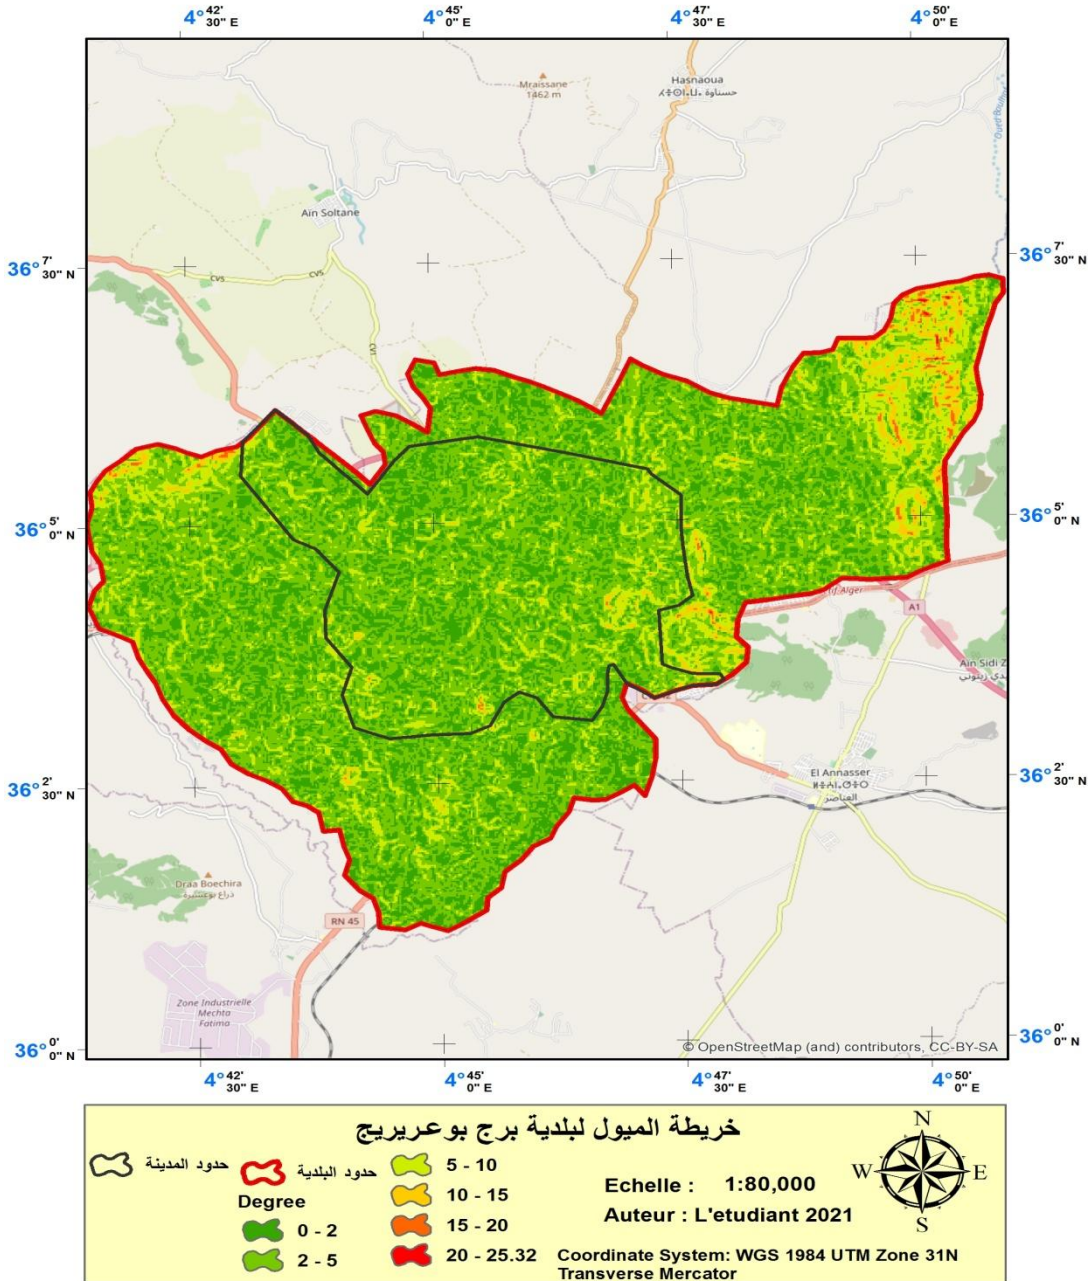 4° 42' 30" E
4° 45' 0" E
4° 47' 30" E
4° 50' 0" E
Mraissane
1462 m
Hasnaoua
حسناوة
Oued Bouhaf
Aïn Soltane
36° 7' 30" N
36° 7' 30" N
CV5
CV5
CV1
36° 5' 0" N
36° 5' 0" N
A1
El Annasser
العناصر
36° 2' 30" N
36° 2' 30" N
Draa Boechira
ذراع بوعشيرة
RN 45
Zone Industrielle
Mechta
Fatima
36° 0' 0" N
36° 0' 0" N
© OpenStreetMap (and) contributors, CC-BY-SA
4° 42' 30" E
4° 45' 0" E
4° 47' 30" E
4° 50' 0" E
خريطة الميول لبلدية برج بوعريريج
حدود المدينة
حدود البلدية
Degree
0 - 2
2 - 5
5 - 10
10 - 15
15 - 20
20 - 25.32
Echelle : 1:80,000
Auteur : L'etudiant 2021
Coordinate System: WGS 1984 UTM Zone 31N
Transverse Mercator
N
W
E
S